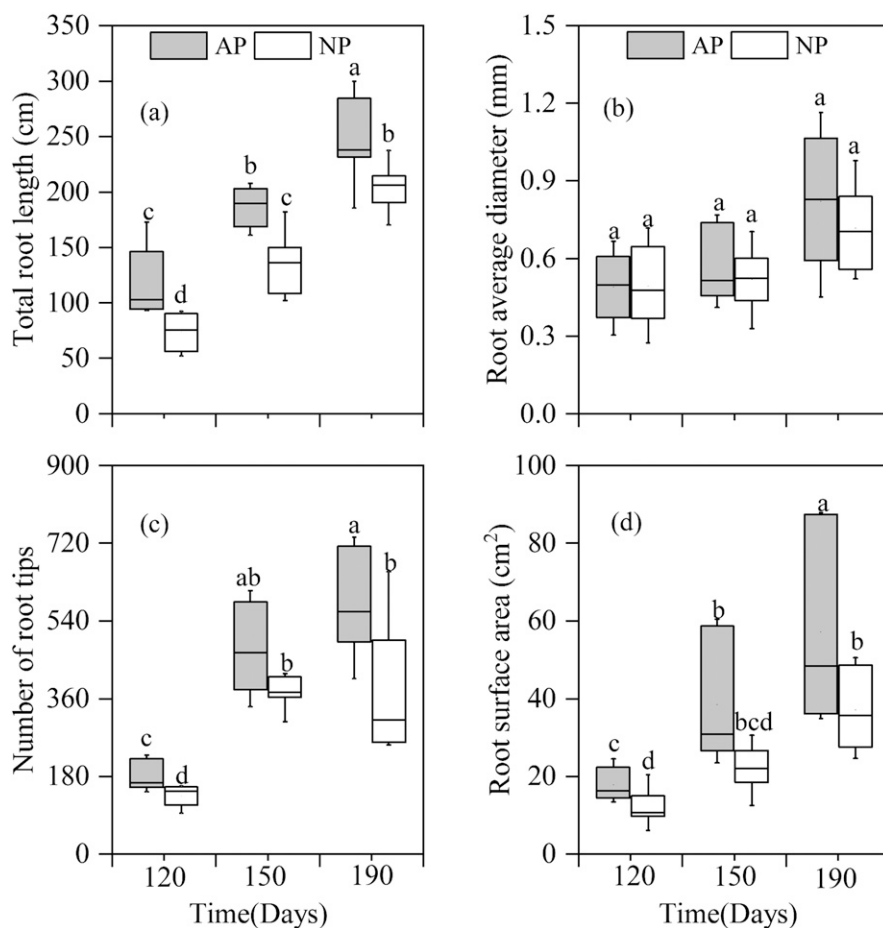 AP NP
(a)
Total root length (cm)
350
300
250
200
150
100
50
0
c
d
b
c
a
b
AP NP
(b)
Root average diameter (mm)
1.5
1.2
0.9
0.6
0.3
0.0
a
a
a
a
a
a
(c)
Number of root tips
900
720
540
360
180
0
c
d
ab
b
a
b
120 150 190
Time(Days)
(d)
Root surface area (cm²)
100
80
60
40
20
0
c
d
b
bcd
a
b
120 150 190
Time(Days)